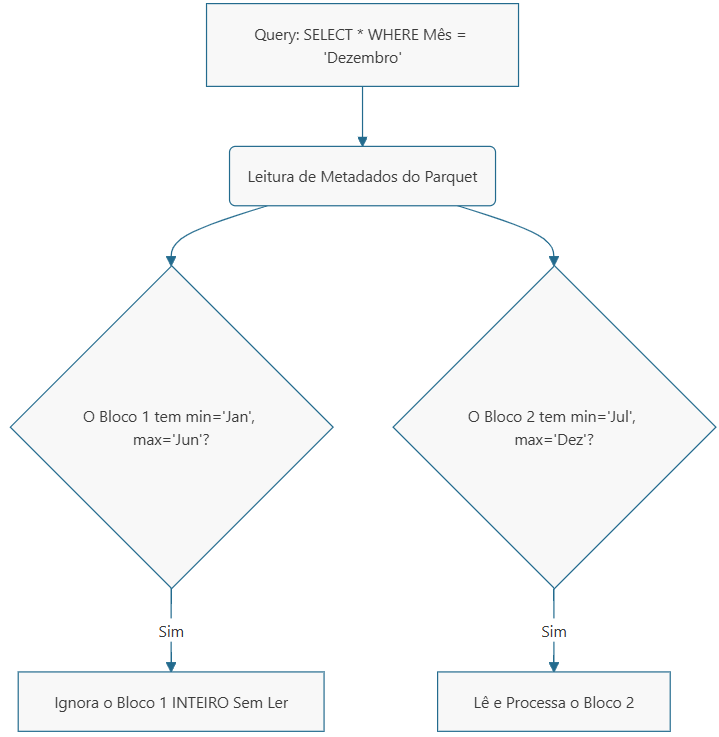 Query: SELECT * WHERE Mês =
'Dezembro'
Leitura de Metadados do Parquet
O Bloco 1 tem min='Jan',
max='Jun'?
O Bloco 2 tem min='Jul',
max='Dez'?
Sim
Sim
Ignora o Bloco 1 INTEIRO Sem Ler
Lê e Processa o Bloco 2